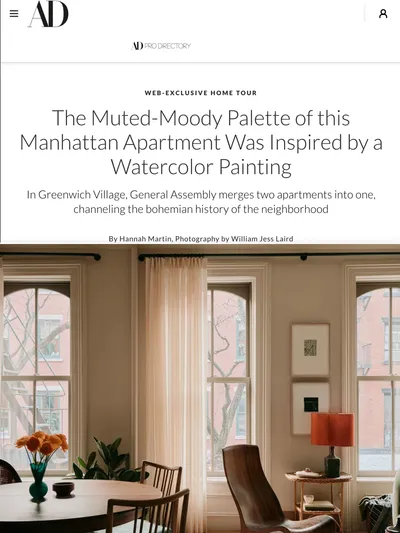 AD
AD PRO DIRECTORY
WEB-EXCLUSIVE HOME TOUR
The Muted-Moody Palette of this
Manhattan Apartment Was Inspired by a
Watercolor Painting
In Greenwich Village, General Assembly merges two apartments into one,
channeling the bohemian history of the neighborhood
By Hannah Martin, Photography by William Jess Laird